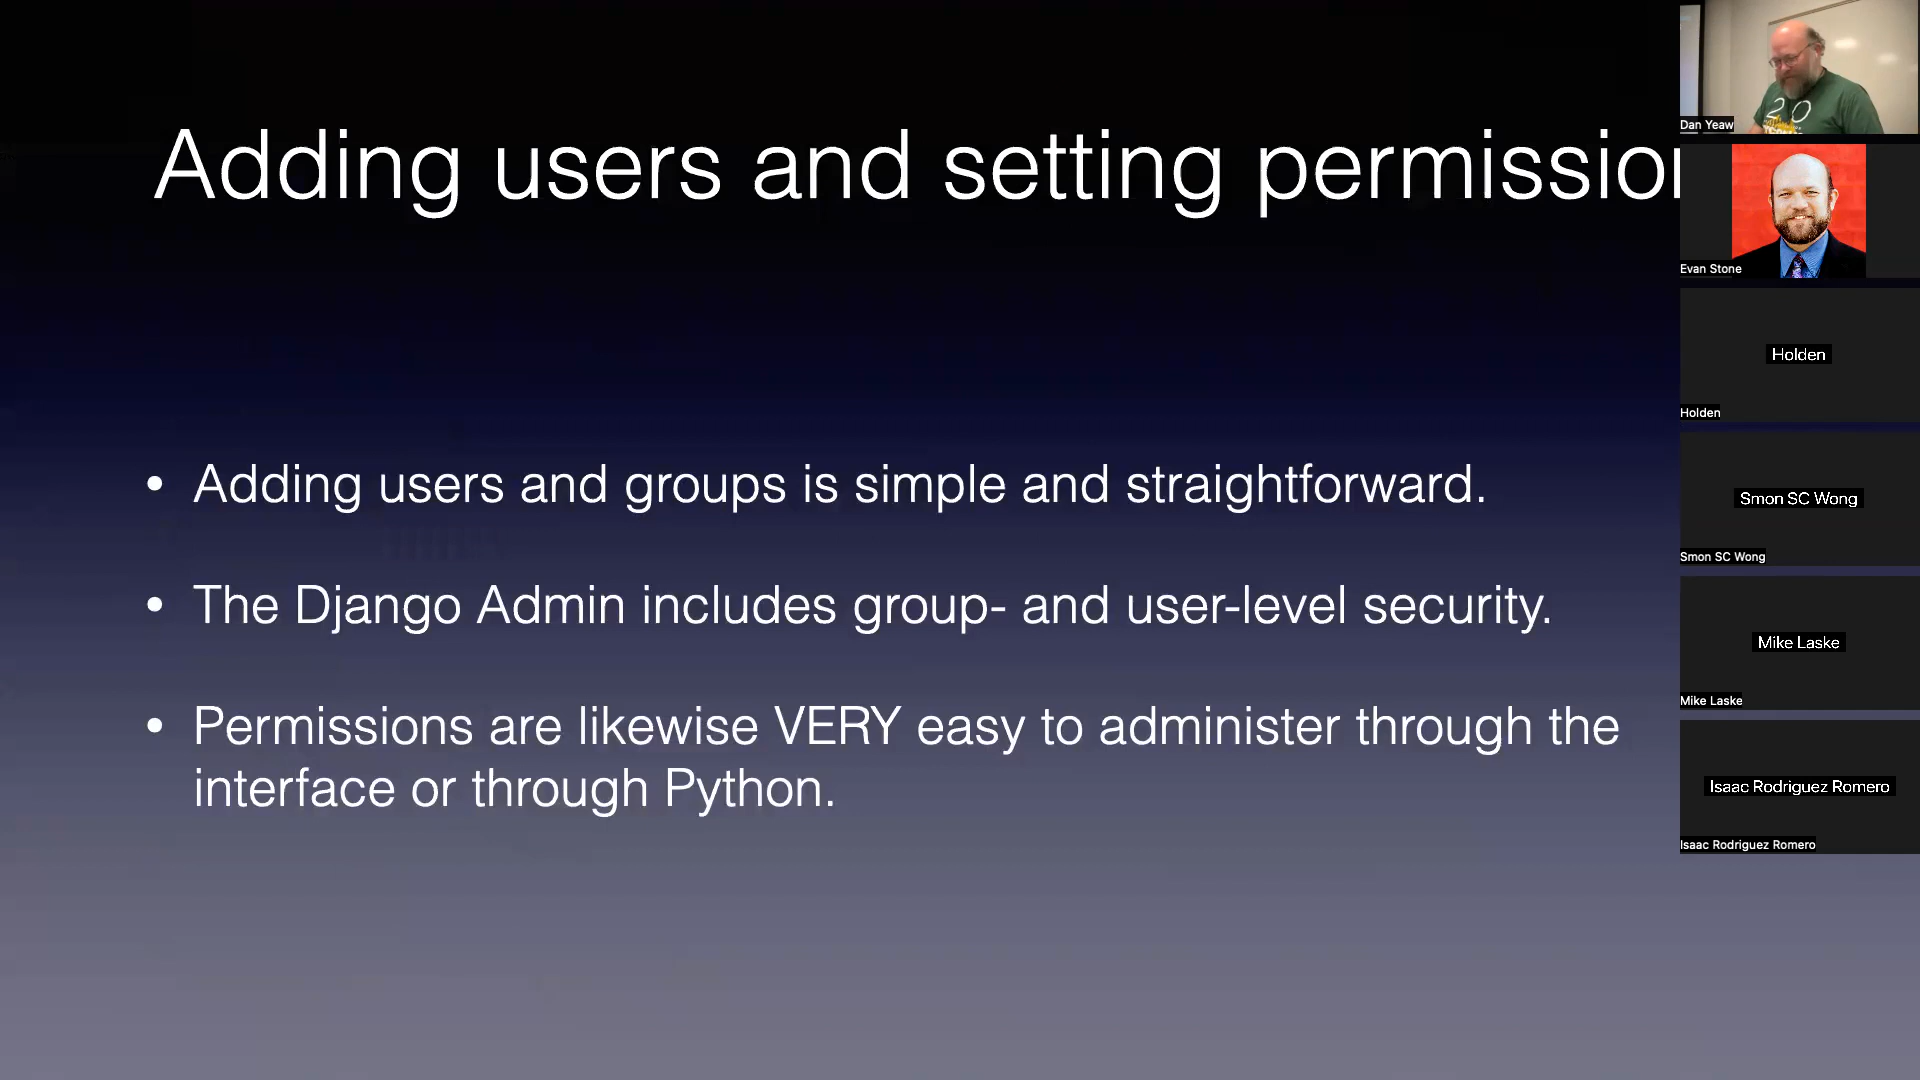 Adding users and setting permission
• Adding users and groups is simple and straightforward.
• The Django Admin includes group- and user-level security.
• Permissions are likewise VERY easy to administer through the
interface or through Python.
20
Dan Yeaw
Evan Stone
Holden
Holden
Smon SC Wong
Smon SC Wong
Mike Laske
Mike Laske
Isaac Rodriguez Romero
Isaac Rodriguez Romero